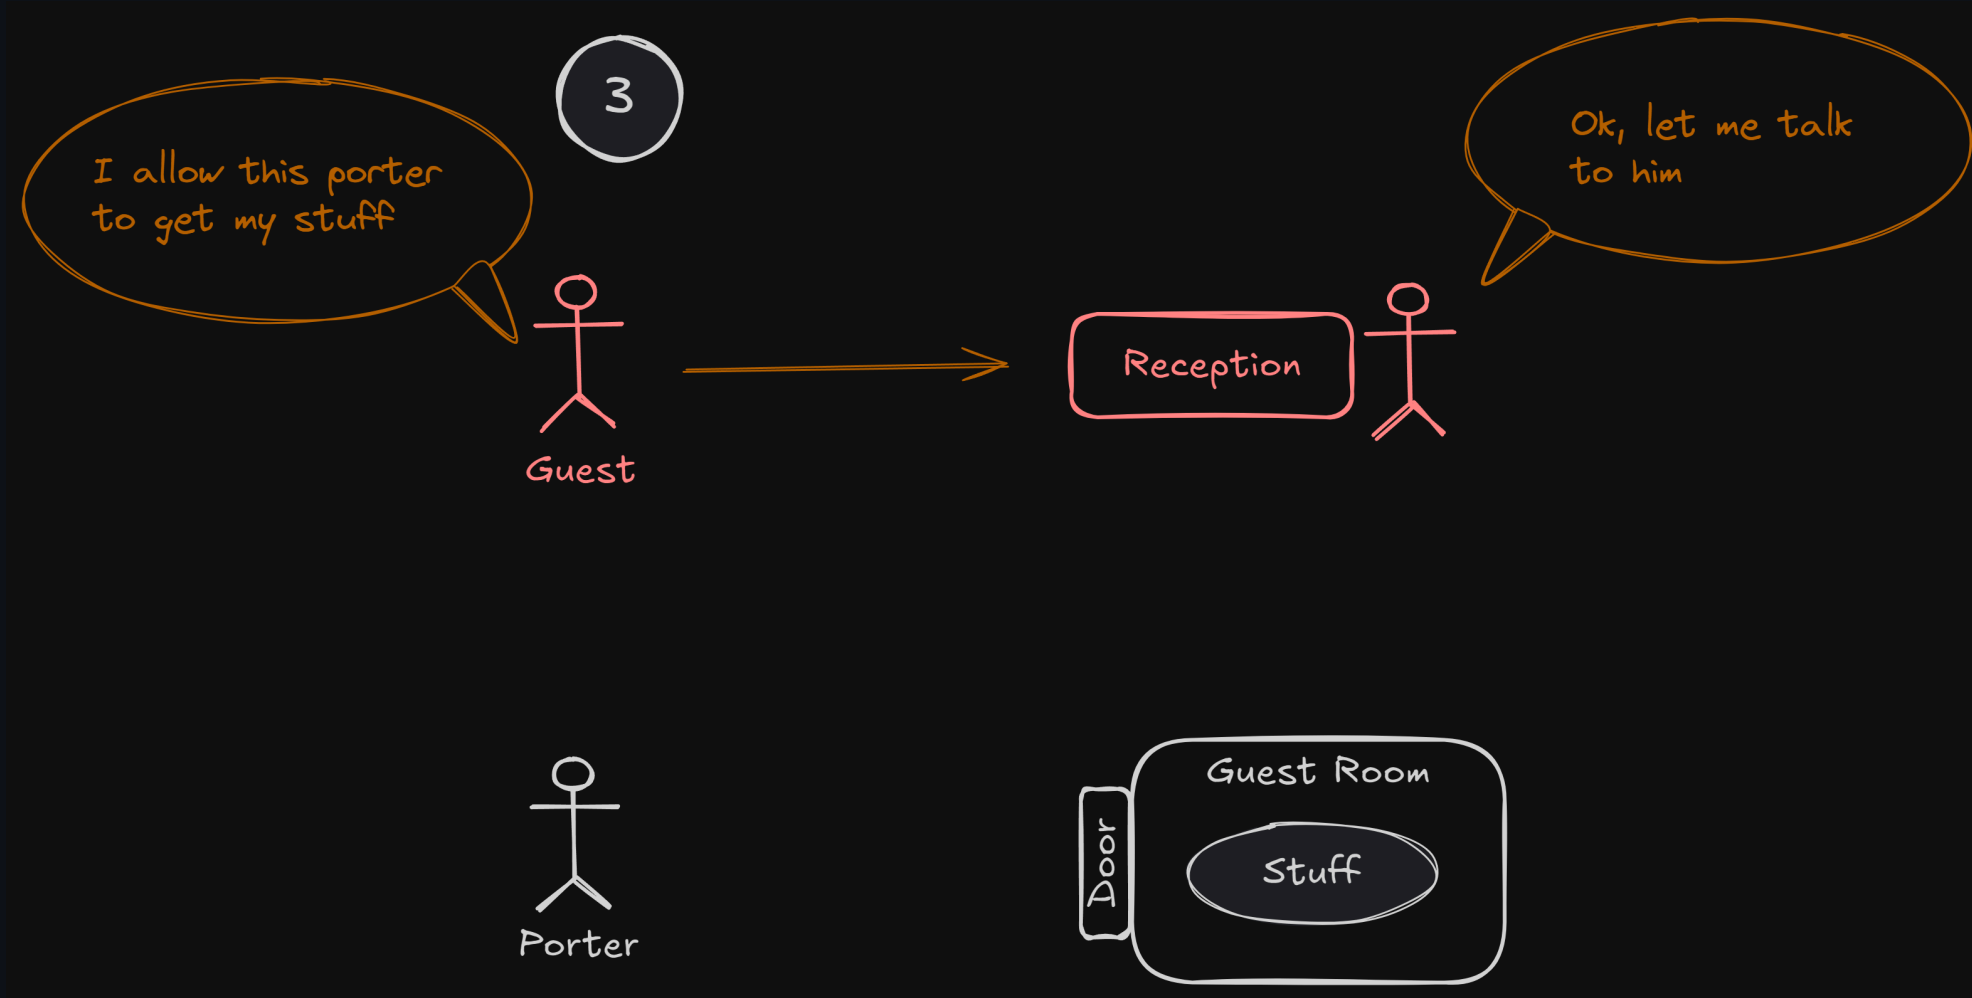 3
I allow this porter
to get my stuff
Ok, let me talk
to him
Reception
Guest
Guest Room
Door
Stuff
Porter